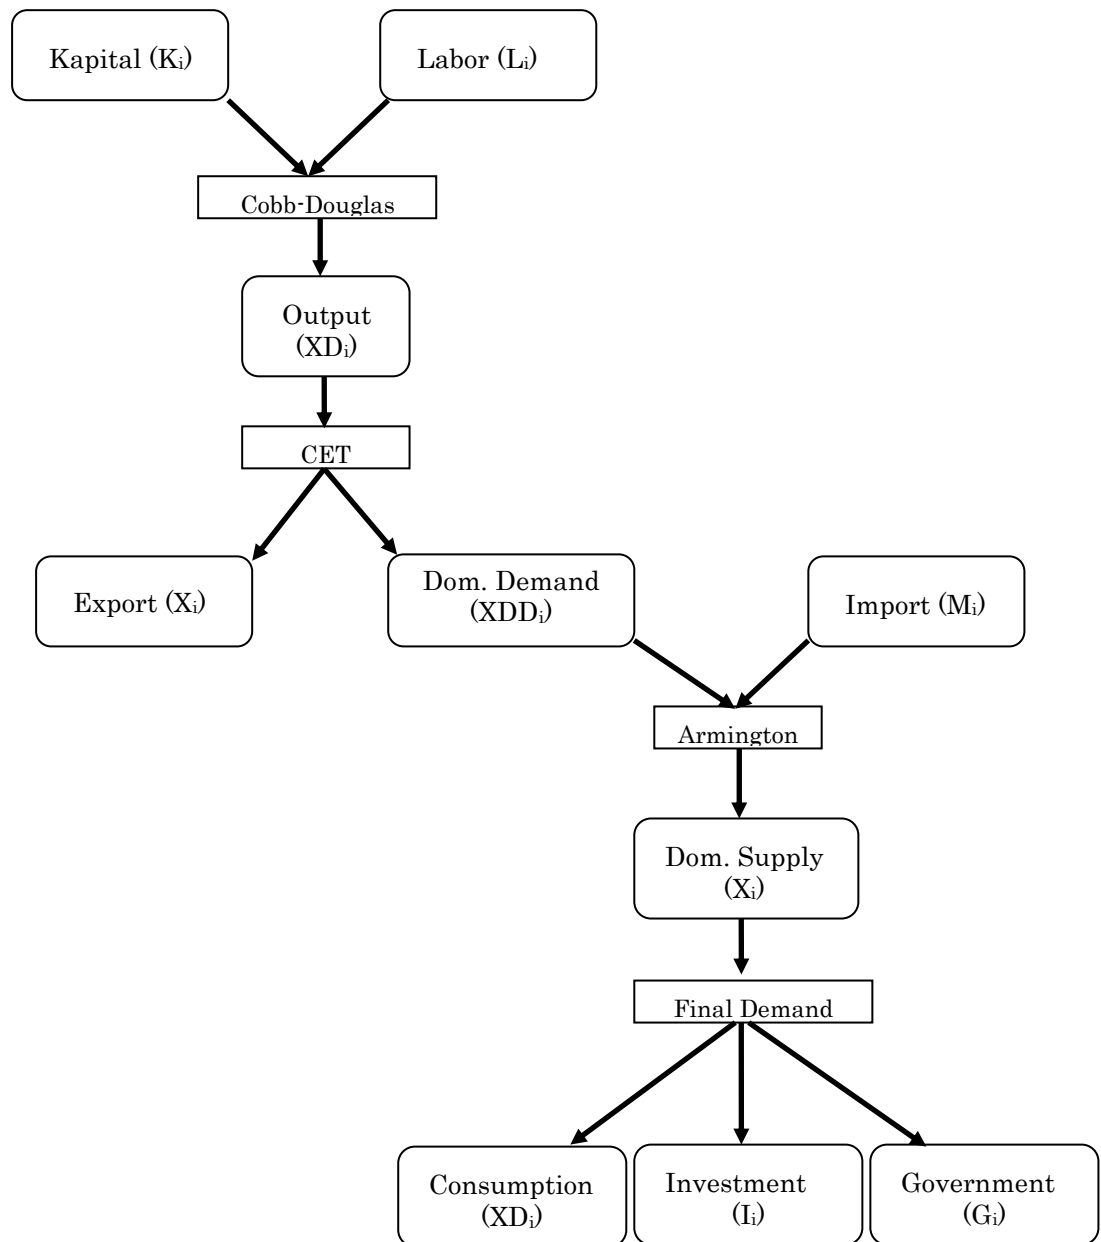 Kapital (Kᵢ)
Labor (Lᵢ)
Cobb-Douglas
Output
(XDᵢ)
CET
Export (Xᵢ)
Dom. Demand
(XDDᵢ)
Import (Mᵢ)
Armington
Dom. Supply
(Xᵢ)
Final Demand
Consumption
(XDᵢ)
Investment
(Iᵢ)
Government
(Gᵢ)